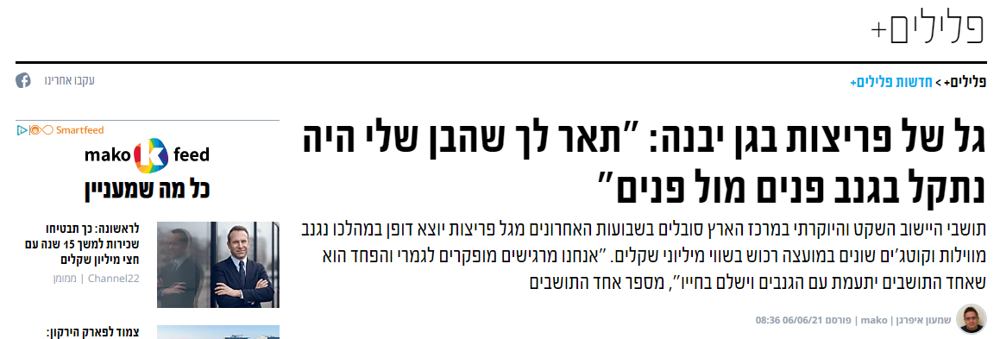 פלילים+
פלילים+ > חדשות פלילים+
עקבו אחרינו
גל של פריצות בגן יבנה: "תאר לך שהבן שלי היה
נתקל בגנב פנים מול פנים"
תושבי היישוב השקט והיוקרתי במרכז הארץ סובלים בשבועות האחרונים מגל פריצות יוצא דופן במהלכו נגנב
מווילות וקוטג'ים שונים במועצה רכוש בשווי מיליוני שקלים. "אנחנו מרגישים מופקרים לגמרי והפחד הוא
שאחד התושבים יתעמת עם הגנבים וישלם בחייו", מספר אחד התושבים
שמעון איפרגן | mako | פורסם 06/06/21 08:36
Smartfeed
mako k feed
כל מה שמעניין
לראשונה: כך תבטיחו
שכירות למשך 15 שנה עם
חצי מיליון שקלים
Channel22 | ממומן
צמוד לפארק הירקון: